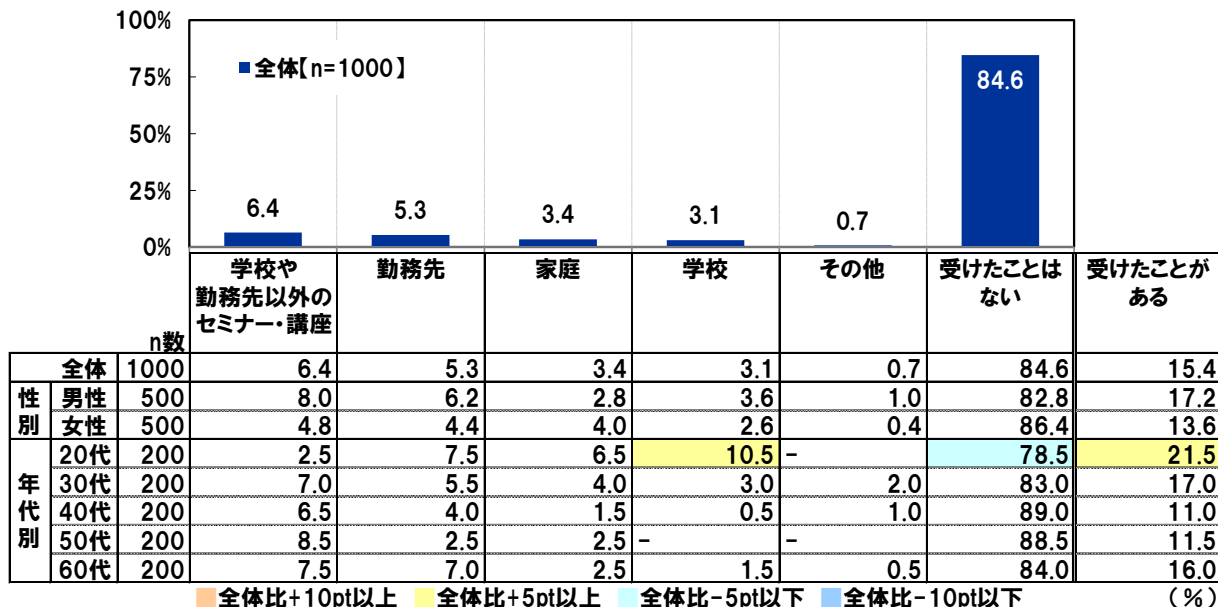 100%
75%
50%
25%
0%
■全体【n=1000】
6.4
5.3
3.4
3.1
0.7
84.6
n数 学校や勤務先以外のセミナー・講座 勤務先 家庭 学校 その他 受けたことはない 受けたことがある
全体 1000 6.4 5.3 3.4 3.1 0.7 84.6 15.4
性別
男性 500 8.0 6.2 2.8 3.6 1.0 82.8 17.2
女性 500 4.8 4.4 4.0 2.6 0.4 86.4 13.6
年代別
20代 200 2.5 7.5 6.5 10.5 - 78.5 21.5
30代 200 7.0 5.5 4.0 3.0 2.0 83.0 17.0
40代 200 6.5 4.0 1.5 0.5 1.0 89.0 11.0
50代 200 8.5 2.5 2.5 - - 88.5 11.5
60代 200 7.5 7.0 2.5 1.5 0.5 84.0 16.0
■全体比+10pt以上 ■全体比+5pt以上 ■全体比-5pt以下 ■全体比-10pt以下 (%)